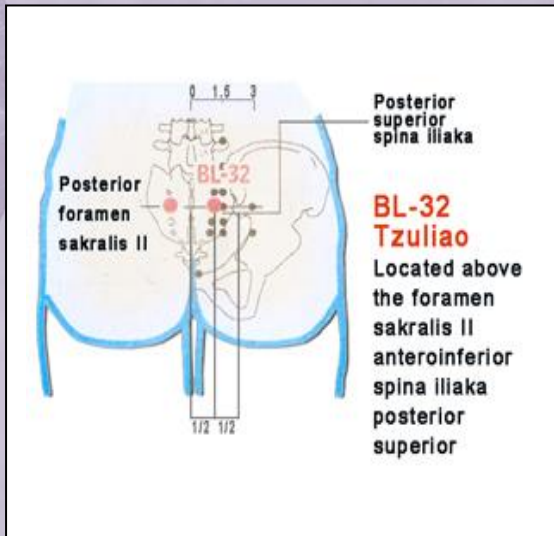 0 1.5 3
Posterior
superior
spina iliaka
BL-32
Posterior
foramen
sakralis II
BL-32
Tzuliao
Located above
the foramen
sakralis II
anteroinferior
spina iliaka
posterior
superior
1/2 1/2